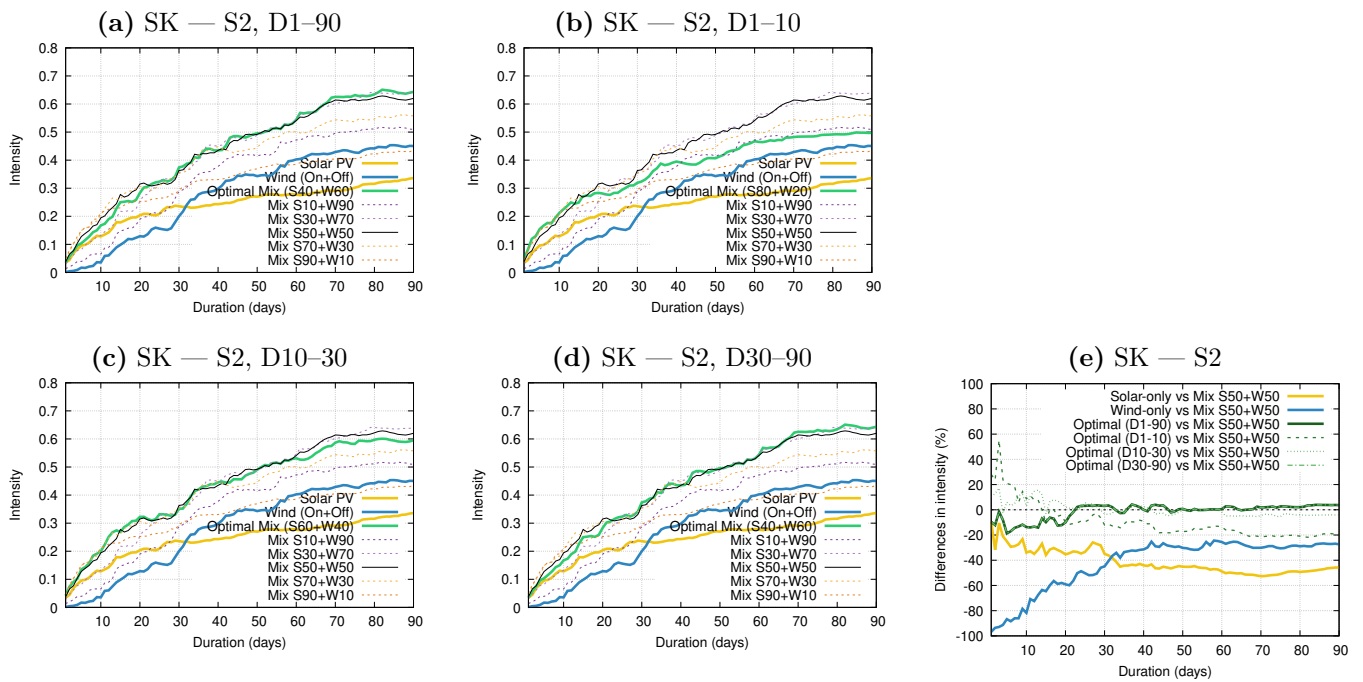 (a) SK — S2, D1–90
0.8
0.7
0.6
0.5
0.4
0.3
0.2
0.1
0
10 20 30 40 50 60 70 80 90
Intensity
Duration (days)
Solar PV
Wind (On+Off)
Optimal Mix (S40+W60)
Mix S10+W90
Mix S30+W70
Mix S50+W50
Mix S70+W30
Mix S90+W10
(b) SK — S2, D1–10
0.8
0.7
0.6
0.5
0.4
0.3
0.2
0.1
0
10 20 30 40 50 60 70 80 90
Intensity
Duration (days)
Solar PV
Wind (On+Off)
Optimal Mix (S80+W20)
Mix S10+W90
Mix S30+W70
Mix S50+W50
Mix S70+W30
Mix S90+W10
(c) SK — S2, D10–30
0.8
0.7
0.6
0.5
0.4
0.3
0.2
0.1
0
10 20 30 40 50 60 70 80 90
Intensity
Duration (days)
Solar PV
Wind (On+Off)
Optimal Mix (S60+W40)
Mix S10+W90
Mix S30+W70
Mix S50+W50
Mix S70+W30
Mix S90+W10
(d) SK — S2, D30–90
0.8
0.7
0.6
0.5
0.4
0.3
0.2
0.1
0
10 20 30 40 50 60 70 80 90
Intensity
Duration (days)
Solar PV
Wind (On+Off)
Optimal Mix (S40+W60)
Mix S10+W90
Mix S30+W70
Mix S50+W50
Mix S70+W30
Mix S90+W10
(e) SK — S2
100
80
60
40
20
0
-20
-40
-60
-80
-100
10 20 30 40 50 60 70 80 90
Differences in intensity (%)
Duration (days)
Solar-only vs Mix S50+W50
Wind-only vs Mix S50+W50
Optimal (D1-90) vs Mix S50+W50
Optimal (D1-10) vs Mix S50+W50
Optimal (D10-30) vs Mix S50+W50
Optimal (D30-90) vs Mix S50+W50